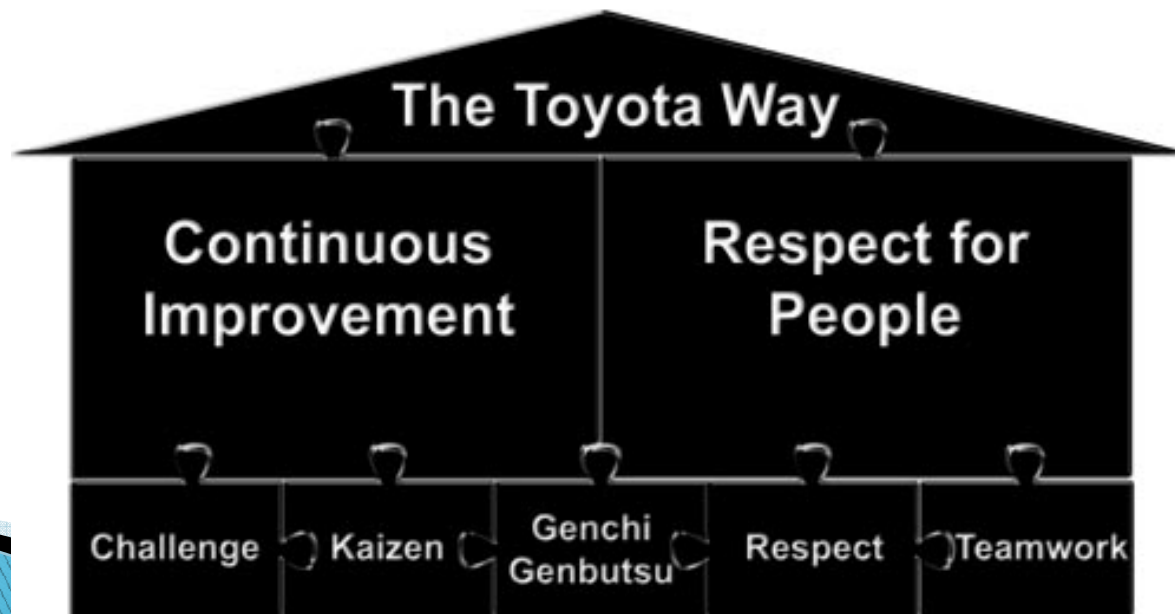 The Toyota Way
Continuous
Improvement
Respect for
People
Challenge
Kaizen
Genchi
Genbutsu
Respect
Teamwork